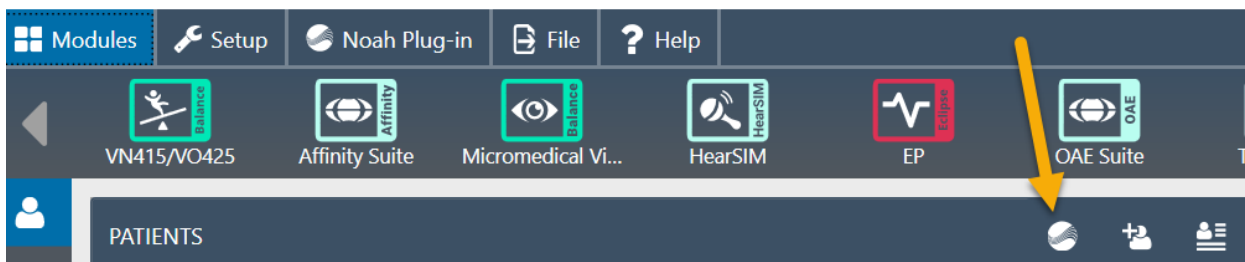 Modules Setup Noah Plug-in File ? Help
Balance Affinity Balance HearSIM Eclipse OAE
VN415/VO425 Affinity Suite Micromedical Vi... HearSIM EP OAE Suite T
PATIENTS